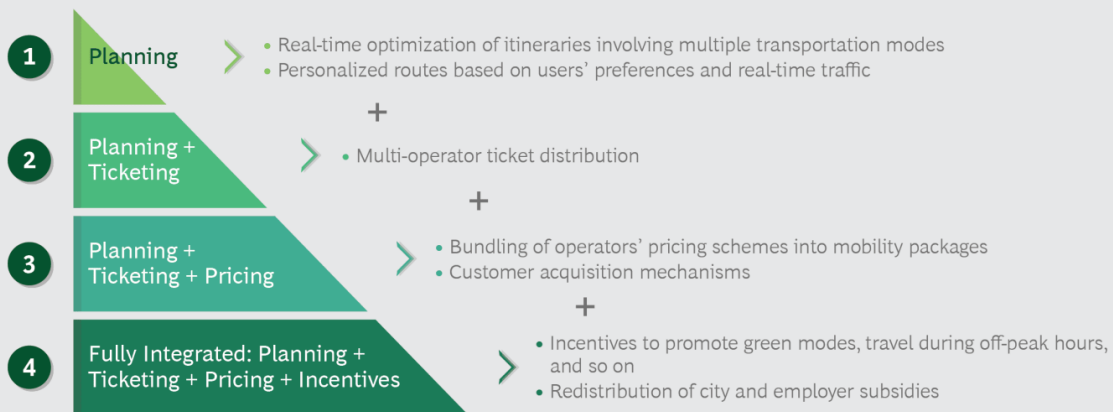 1
Planning
• Real-time optimization of itineraries involving multiple transportation modes
• Personalized routes based on users' preferences and real-time traffic
+
2
Planning +
Ticketing
• Multi-operator ticket distribution
+
3
Planning +
Ticketing + Pricing
• Bundling of operators' pricing schemes into mobility packages
• Customer acquisition mechanisms
+
4
Fully Integrated: Planning +
Ticketing + Pricing + Incentives
• Incentives to promote green modes, travel during off-peak hours,
and so on
• Redistribution of city and employer subsidies